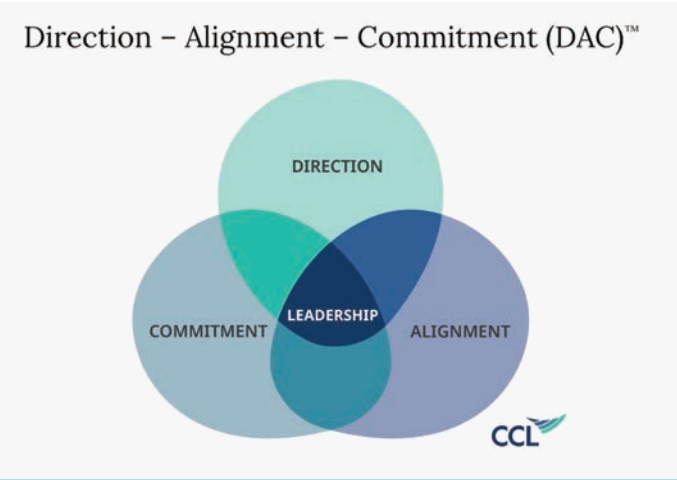 Direction – Alignment – Commitment (DAC)™
DIRECTION
LEADERSHIP
COMMITMENT
ALIGNMENT
CCL